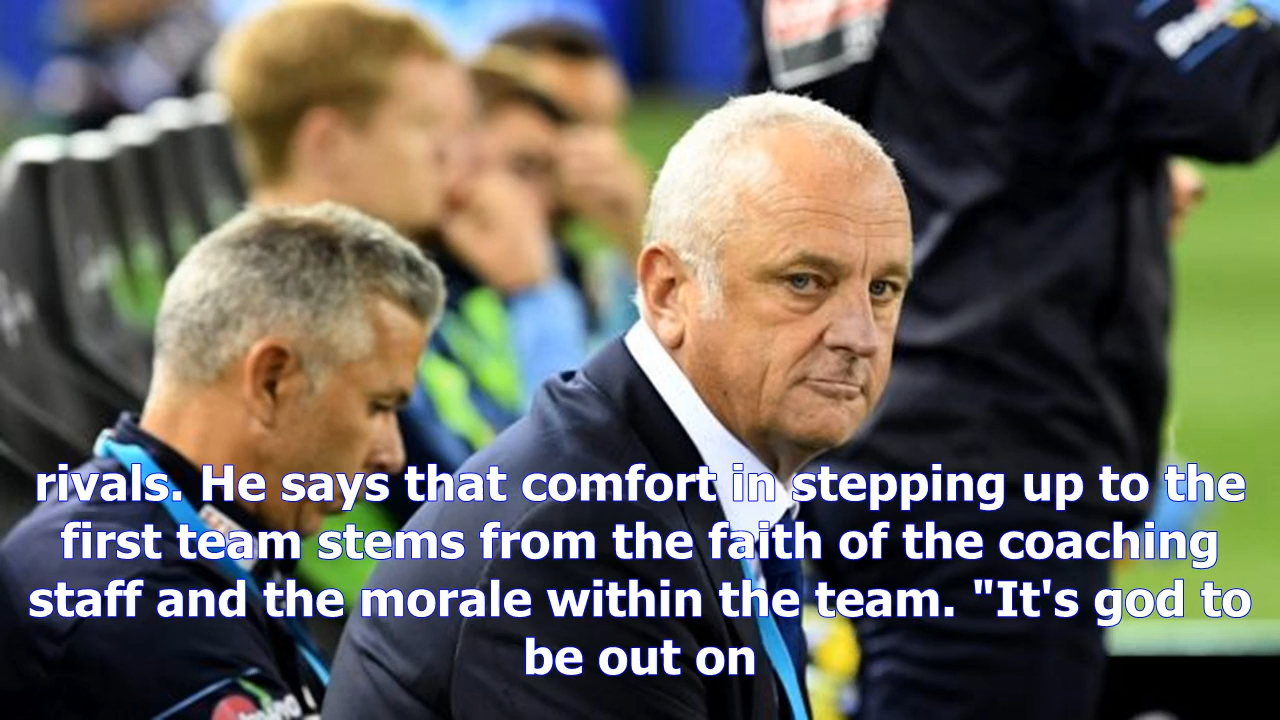 rivals. He says that comfort in stepping up to the
first team stems from the faith of the coaching
staff and the morale within the team. "It's god to
be out on